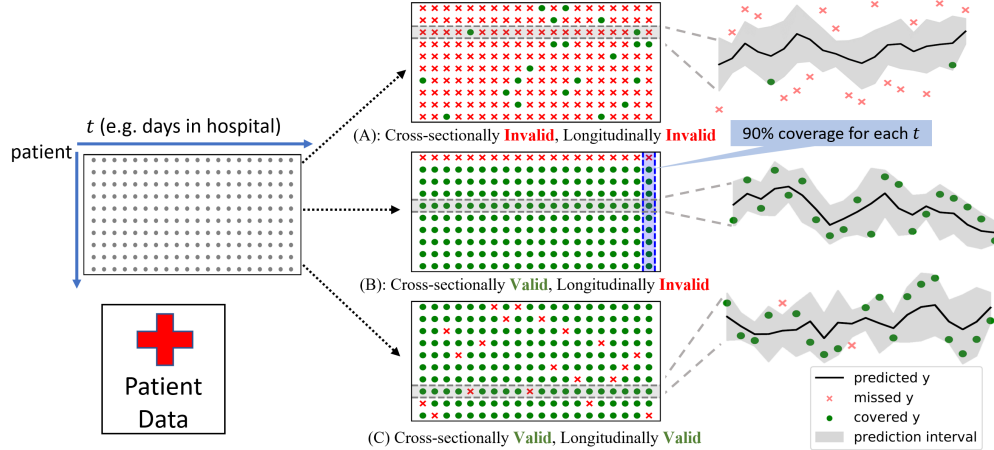 t (e.g. days in hospital)
patient
Patient
Data
(A): Cross-sectionally Invalid, Longitudinally Invalid
90% coverage for each t
(B): Cross-sectionally Valid, Longitudinally Invalid
(C) Cross-sectionally Valid, Longitudinally Valid
predicted y
missed y
covered y
prediction interval